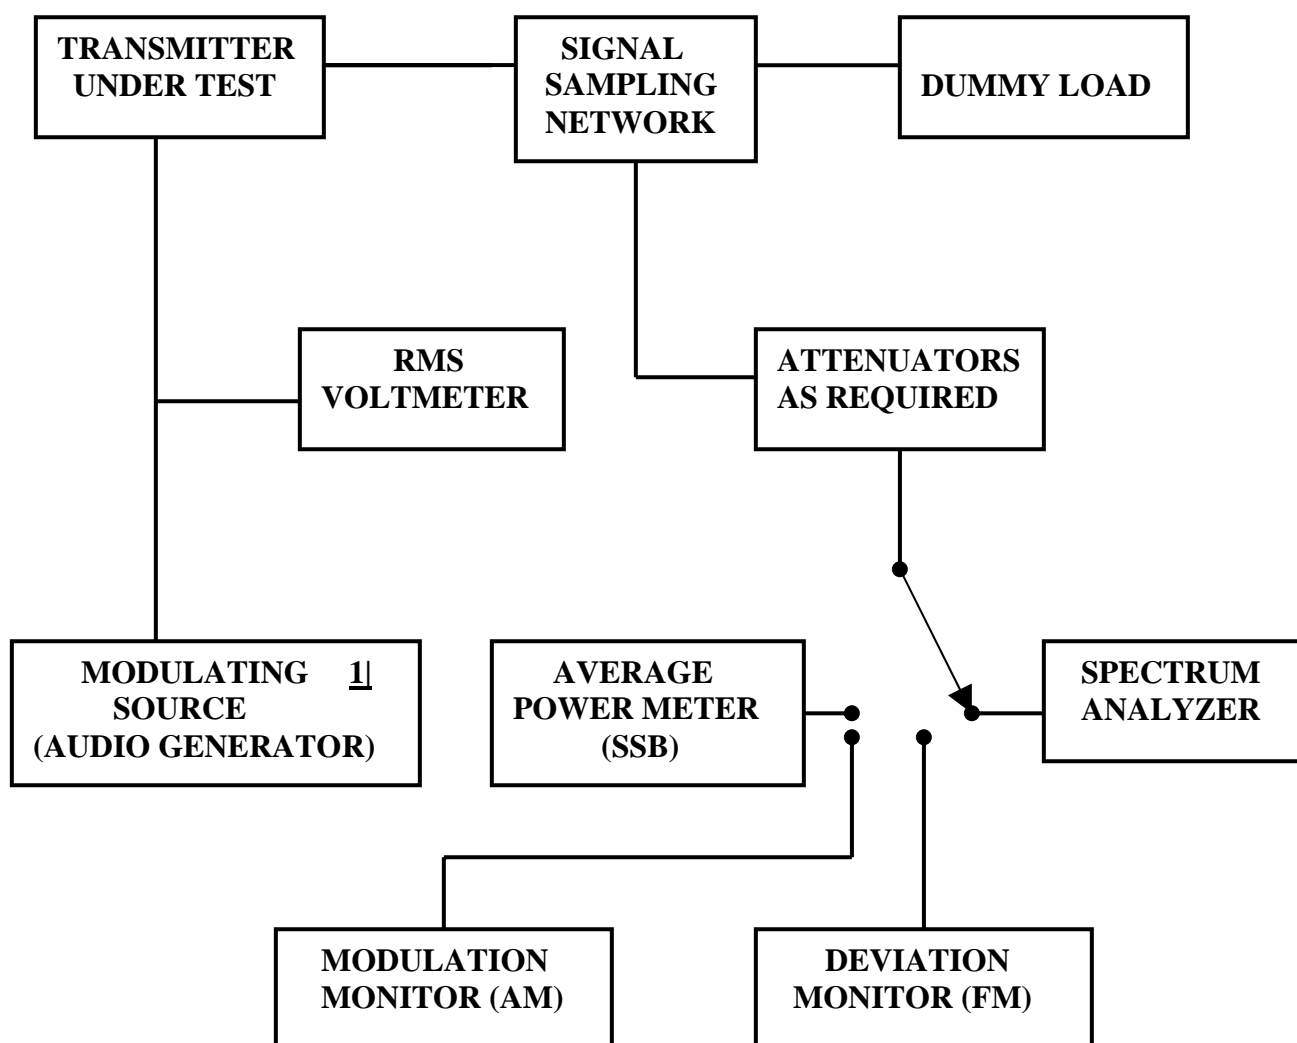 TRANSMITTER
UNDER TEST
SIGNAL
SAMPLING
NETWORK
DUMMY LOAD
RMS
VOLTMETER
ATTENUATORS
AS REQUIRED
MODULATING 1|
SOURCE
(AUDIO GENERATOR)
AVERAGE
POWER METER
(SSB)
SPECTRUM
ANALYZER
MODULATION
MONITOR (AM)
DEVIATION
MONITOR (FM)